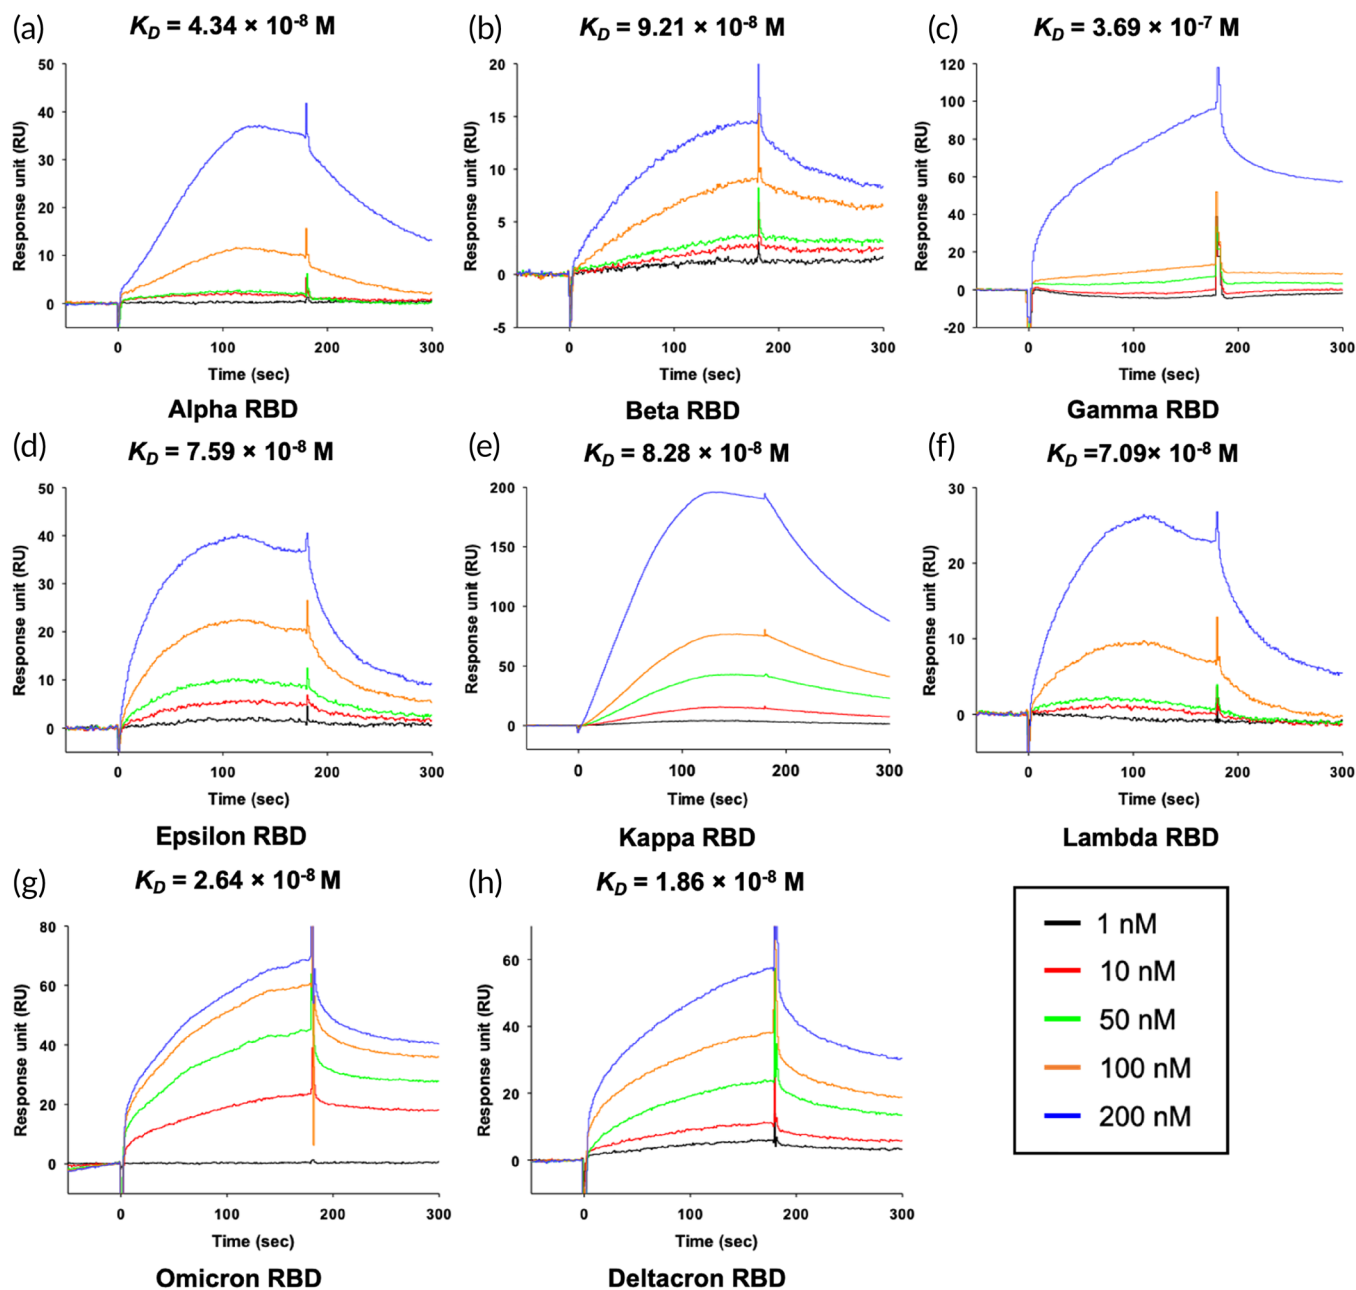 (a) K_D = 4.34 × 10⁻⁸ M
50
40
30
20
10
0
Response unit (RU)
0 100 200 300
Time (sec)
Alpha RBD
(b) K_D = 9.21 × 10⁻⁸ M
20
15
10
5
0
-5
Response unit (RU)
0 100 200 300
Time (sec)
Beta RBD
(c) K_D = 3.69 × 10⁻⁷ M
120
100
80
60
40
20
0
-20
Response unit (RU)
0 100 200 300
Time (sec)
Gamma RBD
(d) K_D = 7.59 × 10⁻⁸ M
50
40
30
20
10
0
Response unit (RU)
0 100 200 300
Time (sec)
Epsilon RBD
(e) K_D = 8.28 × 10⁻⁸ M
200
150
100
50
0
Response unit (RU)
0 100 200 300
Time (sec)
Kappa RBD
(f) K_D =7.09× 10⁻⁸ M
30
20
10
0
Response unit (RU)
0 100 200 300
Time (sec)
Lambda RBD
(g) K_D = 2.64 × 10⁻⁸ M
80
60
40
20
0
Response unit (RU)
0 100 200 300
Time (sec)
Omicron RBD
(h) K_D = 1.86 × 10⁻⁸ M
60
40
20
0
Response unit (RU)
0 100 200 300
Time (sec)
Deltacron RBD
1 nM
10 nM
50 nM
100 nM
200 nM